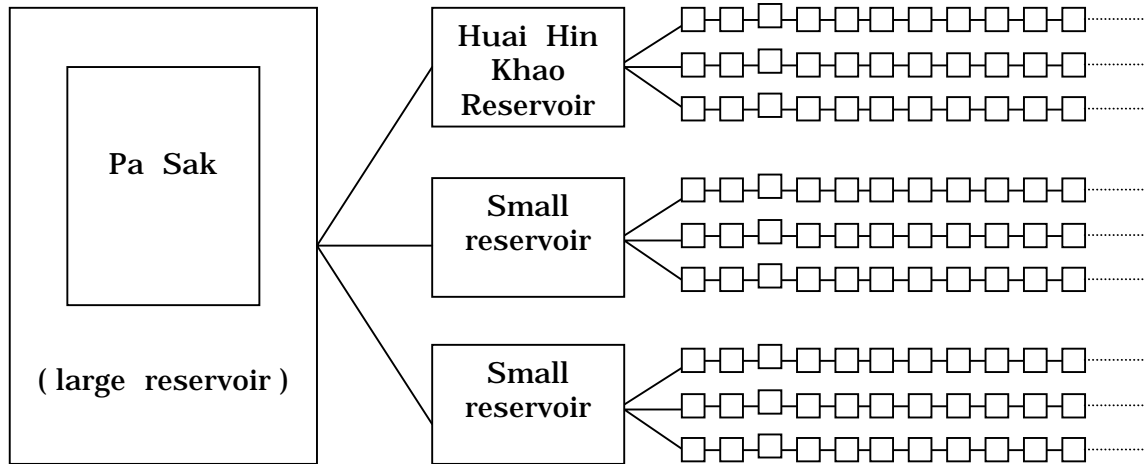 Pa Sak
( large reservoir )
Huai Hin
Khao
Reservoir
Small
reservoir
Small
reservoir